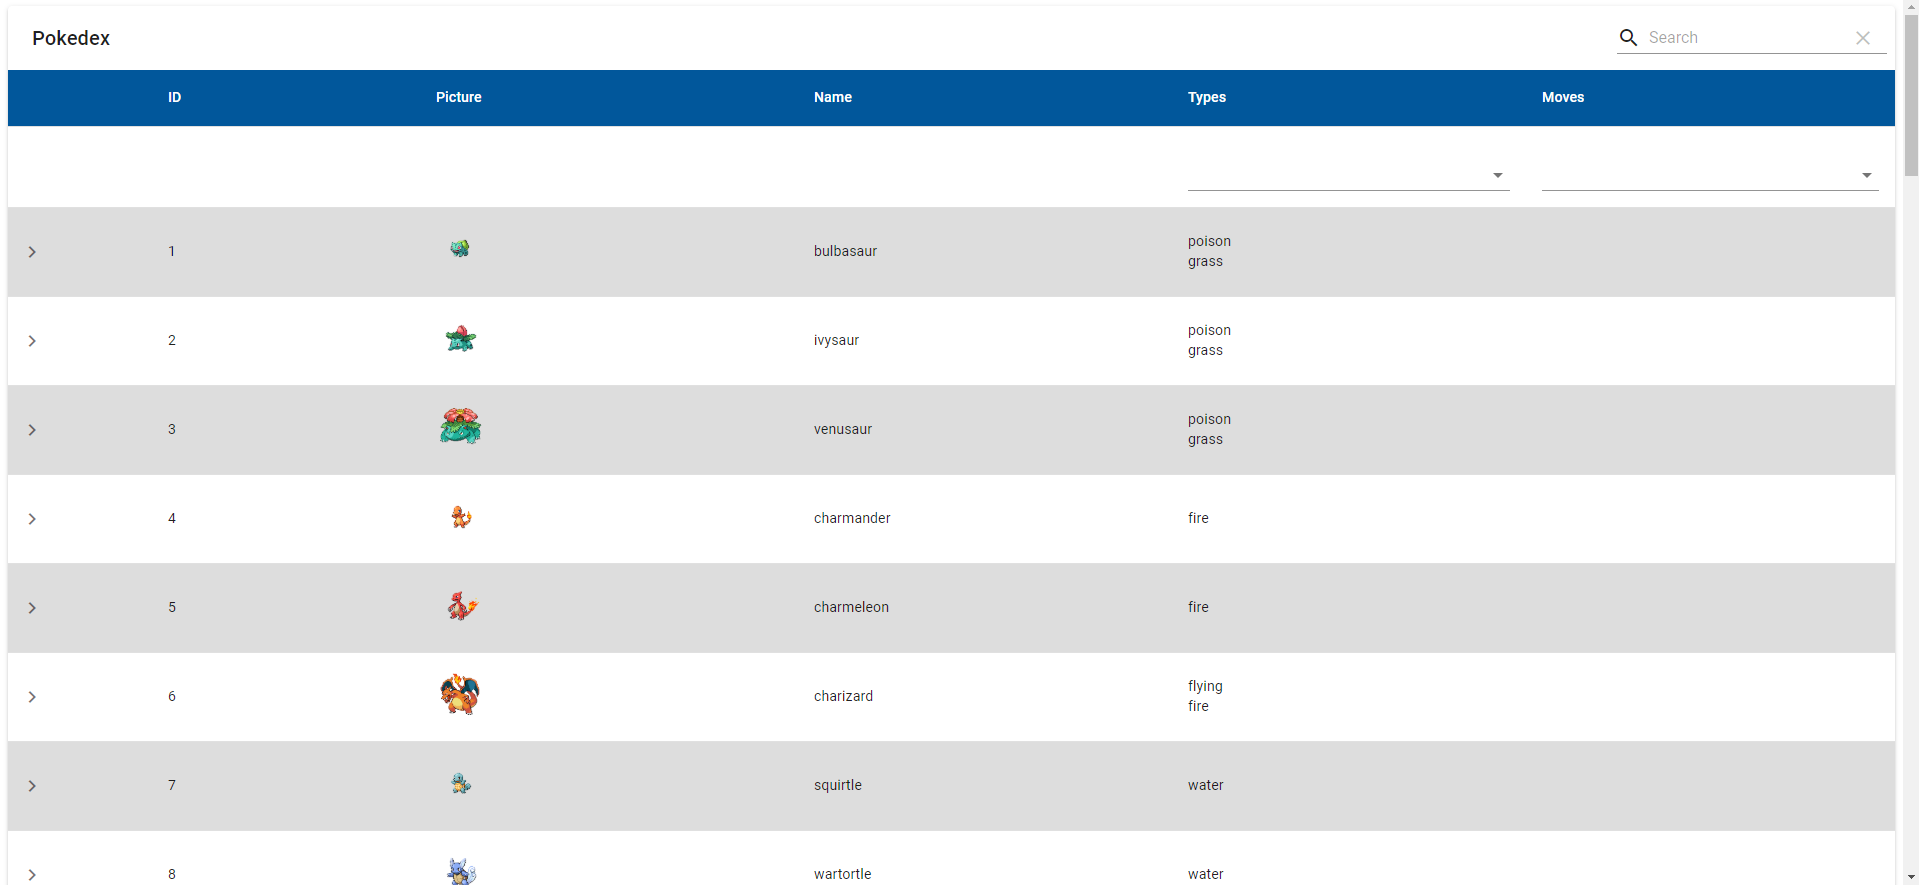 Pokedex
Search
ID Picture Name Types Moves
1 bulbasaur poison
grass
2 ivysaur poison
grass
3 venusaur poison
grass
4 charmander fire
5 charmeleon fire
6 charizard flying
fire
7 squirtle water
8 wartortle water